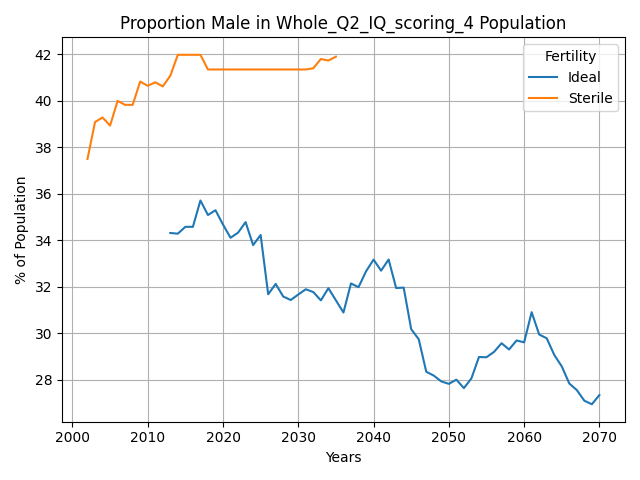 Proportion Male in Whole_Q2_IQ_scoring_4 Population
Fertility
Ideal
Sterile
% of Population
42
40
38
36
34
32
30
28
2000 2010 2020 2030 2040 2050 2060 2070
Years